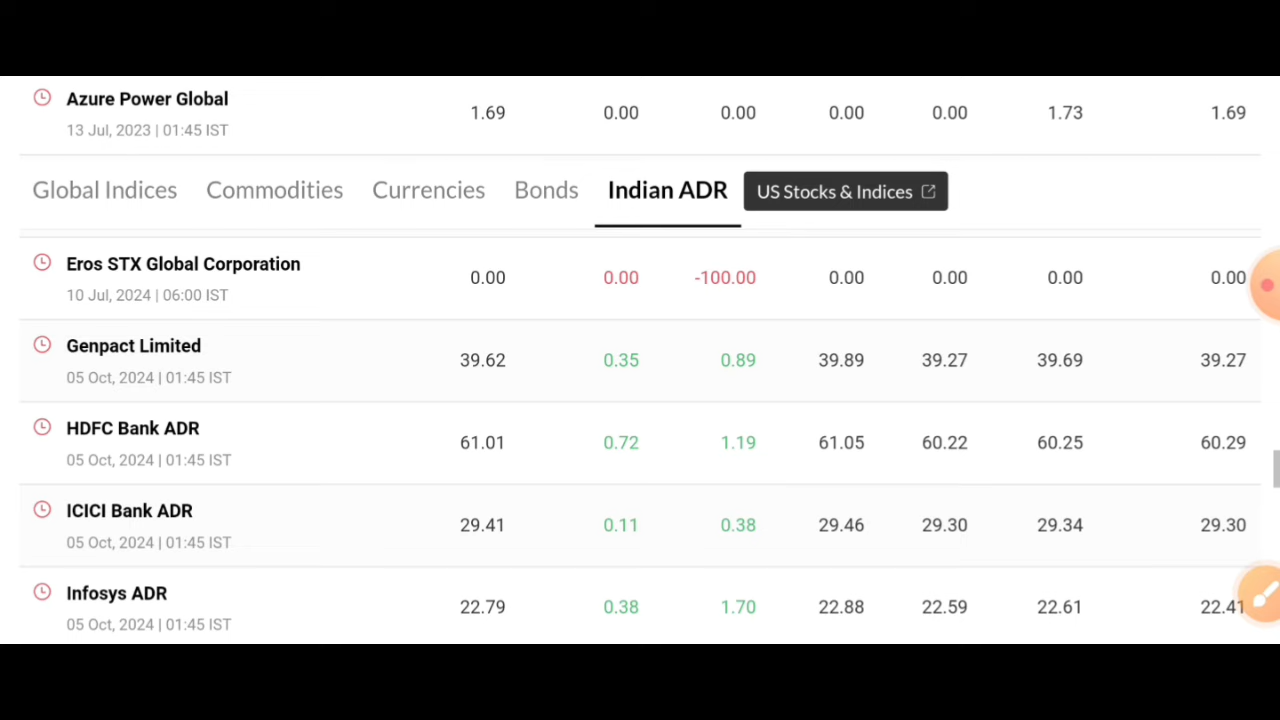 Azure Power Global 1.69 0.00 0.00 0.00 0.00 1.73 1.69
13 Jul, 2023 | 01:45 IST
Global Indices Commodities Currencies Bonds Indian ADR US Stocks & Indices
Eros STX Global Corporation 0.00 0.00 -100.00 0.00 0.00 0.00 0.00
10 Jul, 2024 | 06:00 IST
Genpact Limited 39.62 0.35 0.89 39.89 39.27 39.69 39.27
05 Oct, 2024 | 01:45 IST
HDFC Bank ADR 61.01 0.72 1.19 61.05 60.22 60.25 60.29
05 Oct, 2024 | 01:45 IST
ICICI Bank ADR 29.41 0.11 0.38 29.46 29.30 29.34 29.30
05 Oct, 2024 | 01:45 IST
Infosys ADR 22.79 0.38 1.70 22.88 22.59 22.61 22.41
05 Oct, 2024 | 01:45 IST